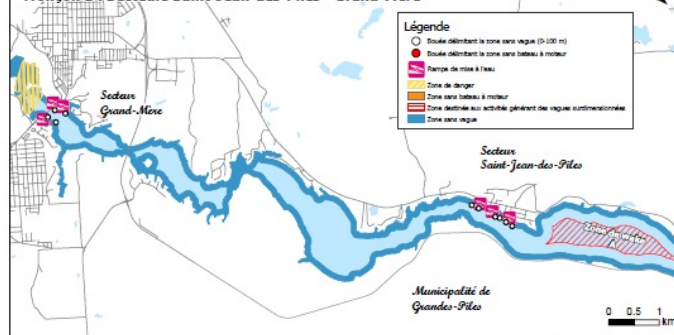 Légende
Bouée délimitant la zone sans vague (0-100 m)
Bouée délimitant la zone sans bateau à moteur
Rampe de mise à l'eau
Zone de danger
Zone sans bateau à moteur
Zone destinée aux activités générant des vagues surdimensionnées
Zone sans vague
Secteur
Grand-Mère
Secteur
Saint-Jean-des-Piles
Municipalité de
Grandes-Piles
0 0.5 1
km